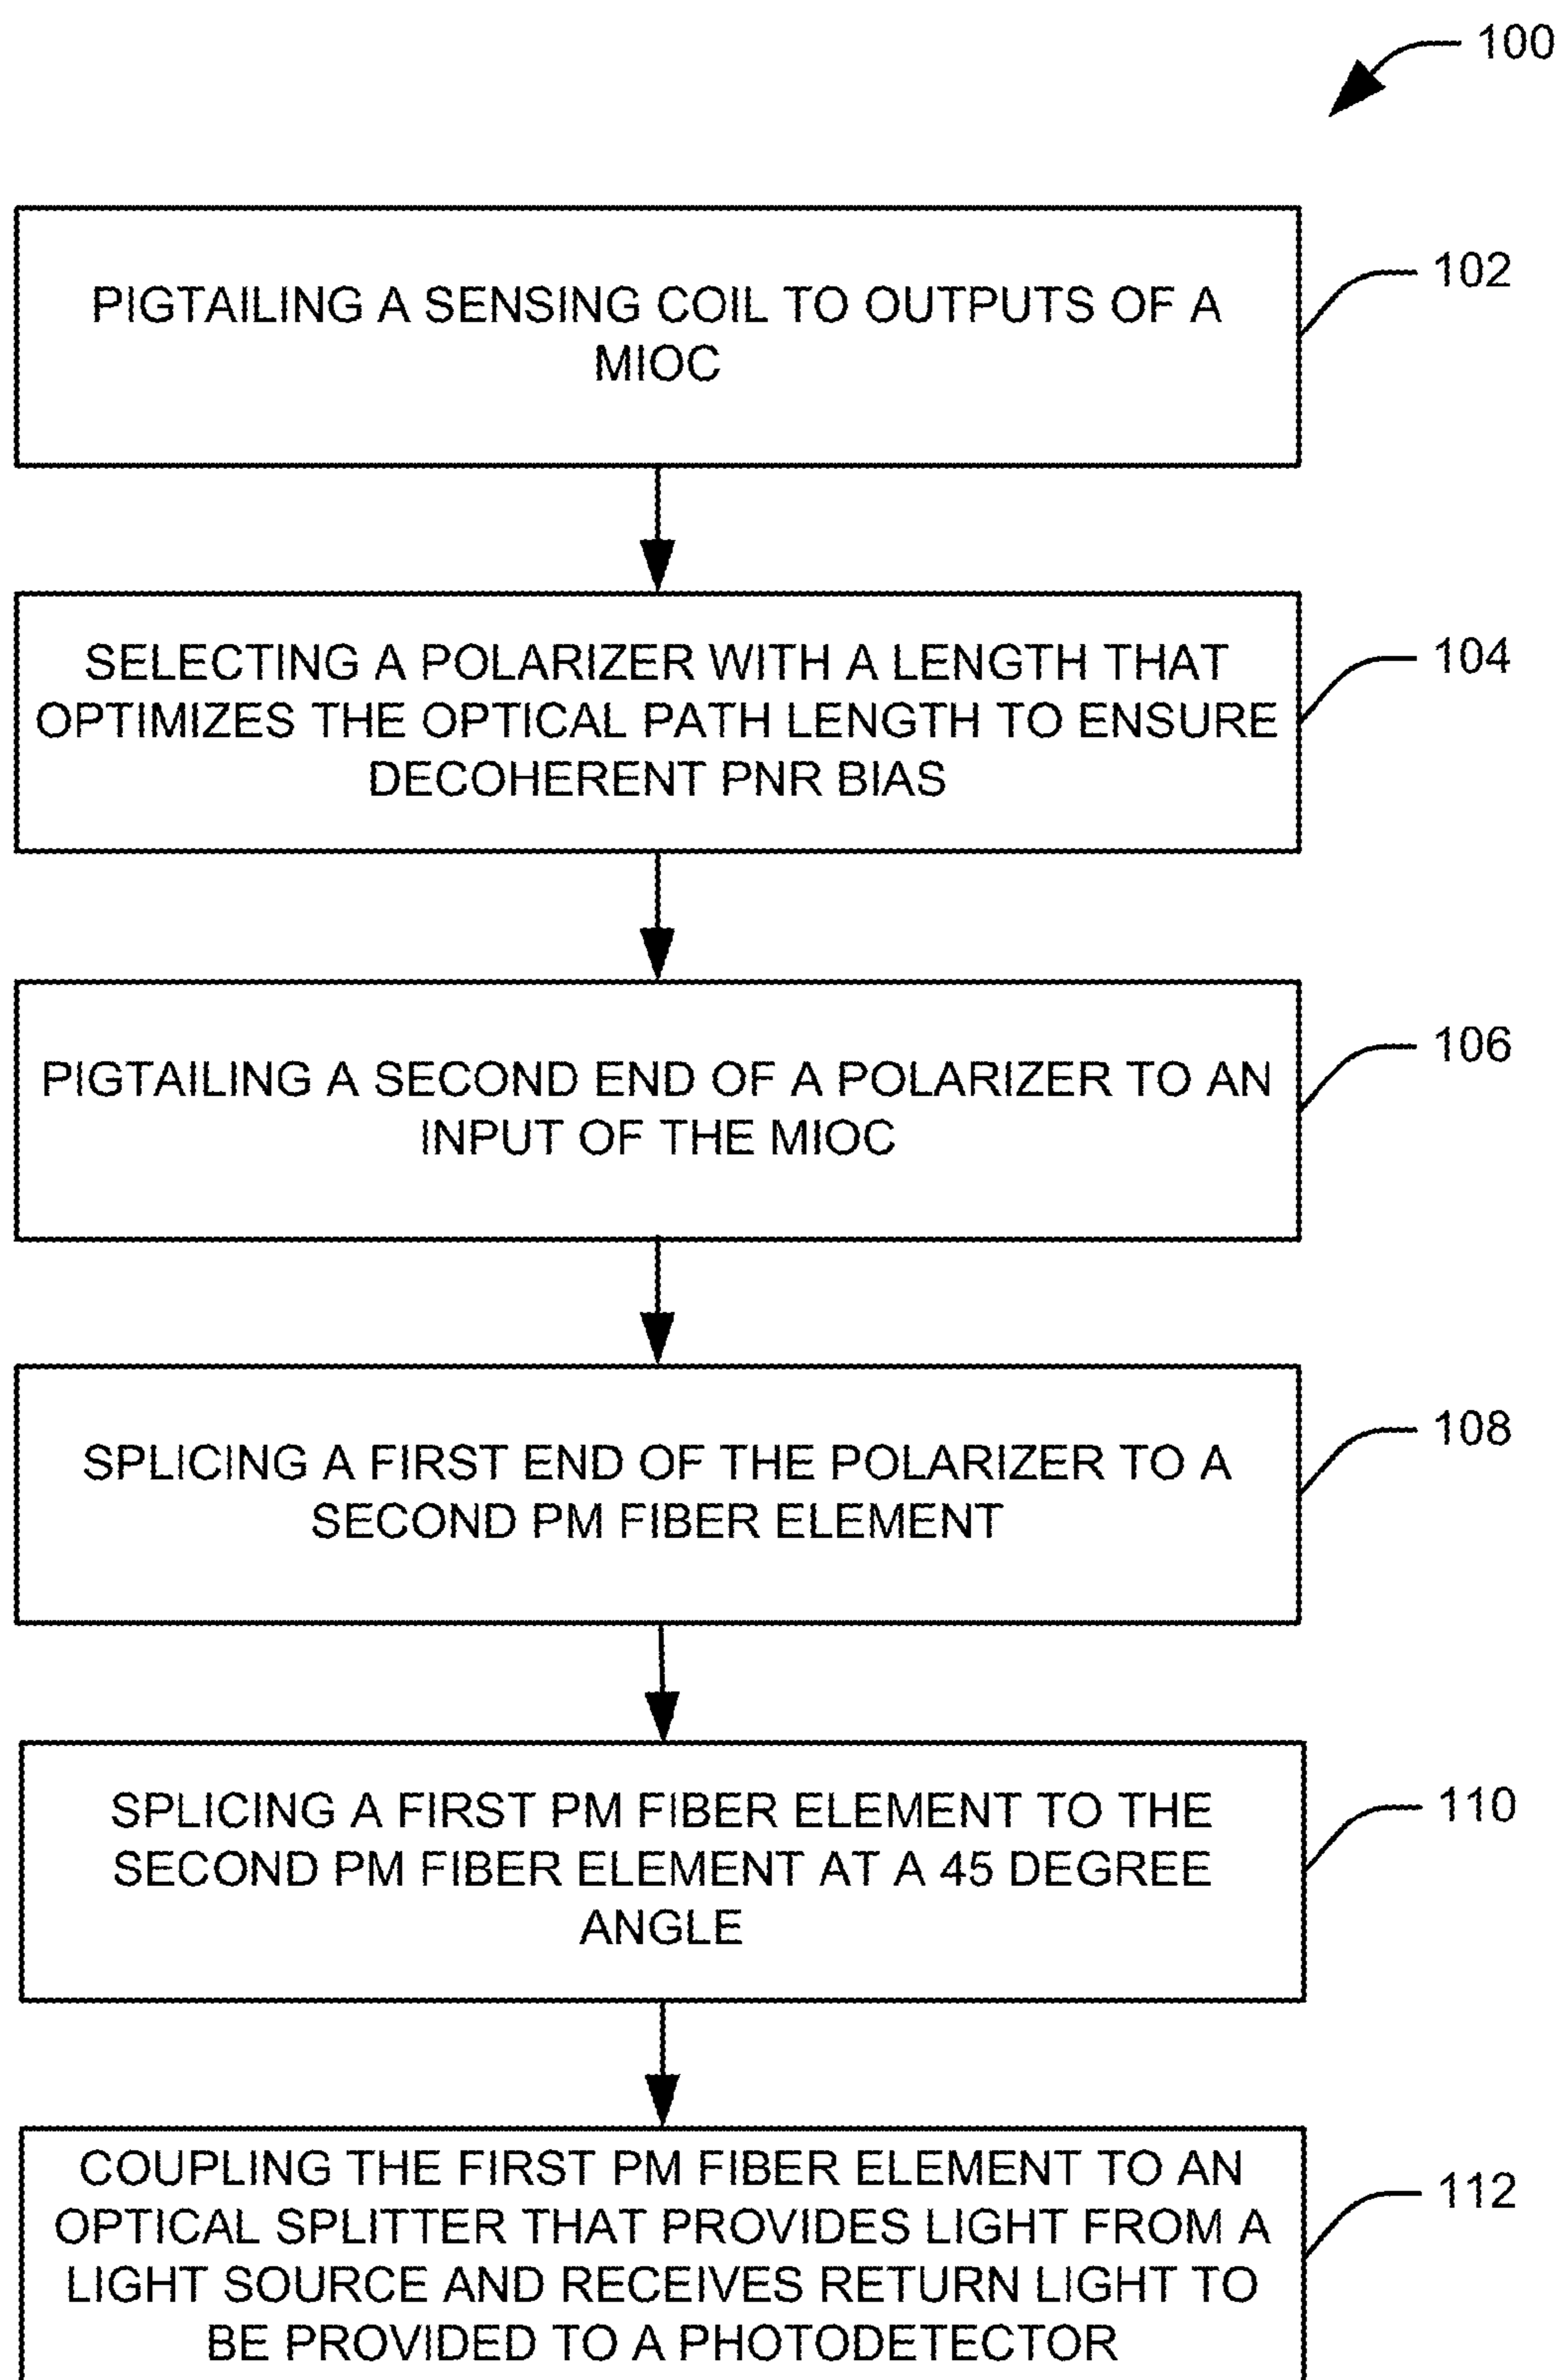 100
PIGTAILING A SENSING COIL TO OUTPUTS OF A
MIOC
102
SELECTING A POLARIZER WITH A LENGTH THAT
OPTIMIZES THE OPTICAL PATH LENGTH TO ENSURE
DECOHERENT PNR BIAS
104
PIGTAILING A SECOND END OF A POLARIZER TO AN
INPUT OF THE MIOC
106
SPLICING A FIRST END OF THE POLARIZER TO A
SECOND PM FIBER ELEMENT
108
SPLICING A FIRST PM FIBER ELEMENT TO THE
SECOND PM FIBER ELEMENT AT A 45 DEGREE
ANGLE
110
COUPLING THE FIRST PM FIBER ELEMENT TO AN
OPTICAL SPLITTER THAT PROVIDES LIGHT FROM A
LIGHT SOURCE AND RECEIVES RETURN LIGHT TO
BE PROVIDED TO A PHOTODETECTOR
112